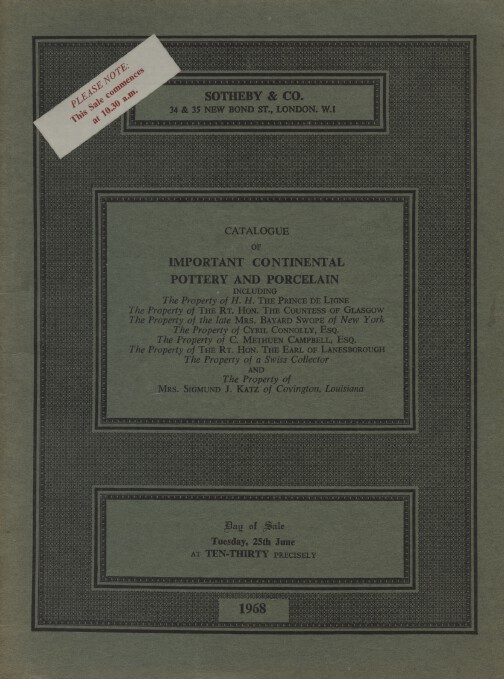 PLEASE NOTE:
This Sale commences
at 10.30 a.m.
SOTHEBY & CO.
34 & 35 NEW BOND ST., LONDON. W.1
CATALOGUE
OF
IMPORTANT CONTINENTAL
POTTERY AND PORCELAIN
INCLUDING
The Property of H. H. THE PRINCE DE LIGNE
The Property of THE RT. HON. THE COUNTESS OF GLASGOW
The Property of the late MRS. BAYARD SWOPE of New York
The Property of CYRIL CONNOLLY, ESQ.
The Property of C. METHUEN CAMPBELL, ESQ.
The Property of THE RT. HON. THE EARL OF LANESBOROUGH
The Property of a Swiss Collector
AND
The Property of
MRS. SIGMUND J. KATZ of Covington, Louisiana
Day of Sale
Tuesday, 25th June
AT TEN-THIRTY PRECISELY
1968